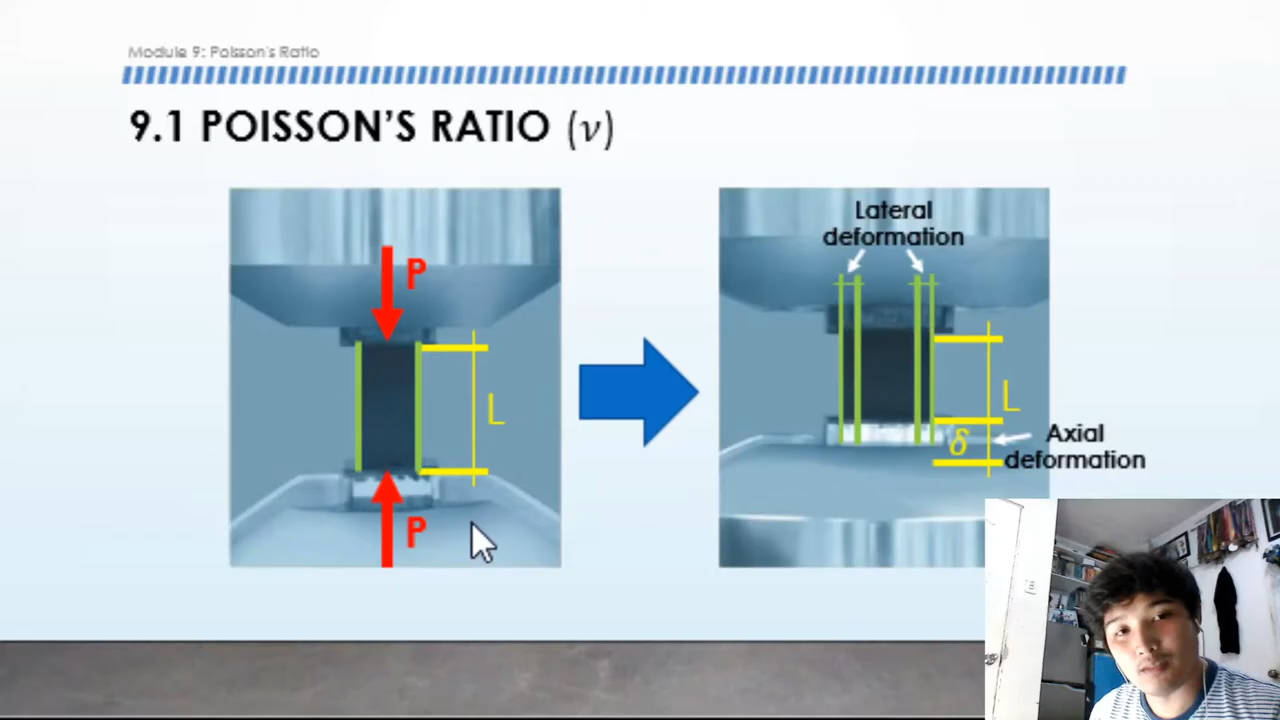 Module 9: Poisson's Ratio
9.1 POISSON'S RATIO (ν)
P
L
P
Lateral
deformation
L
δ
Axial
deformation